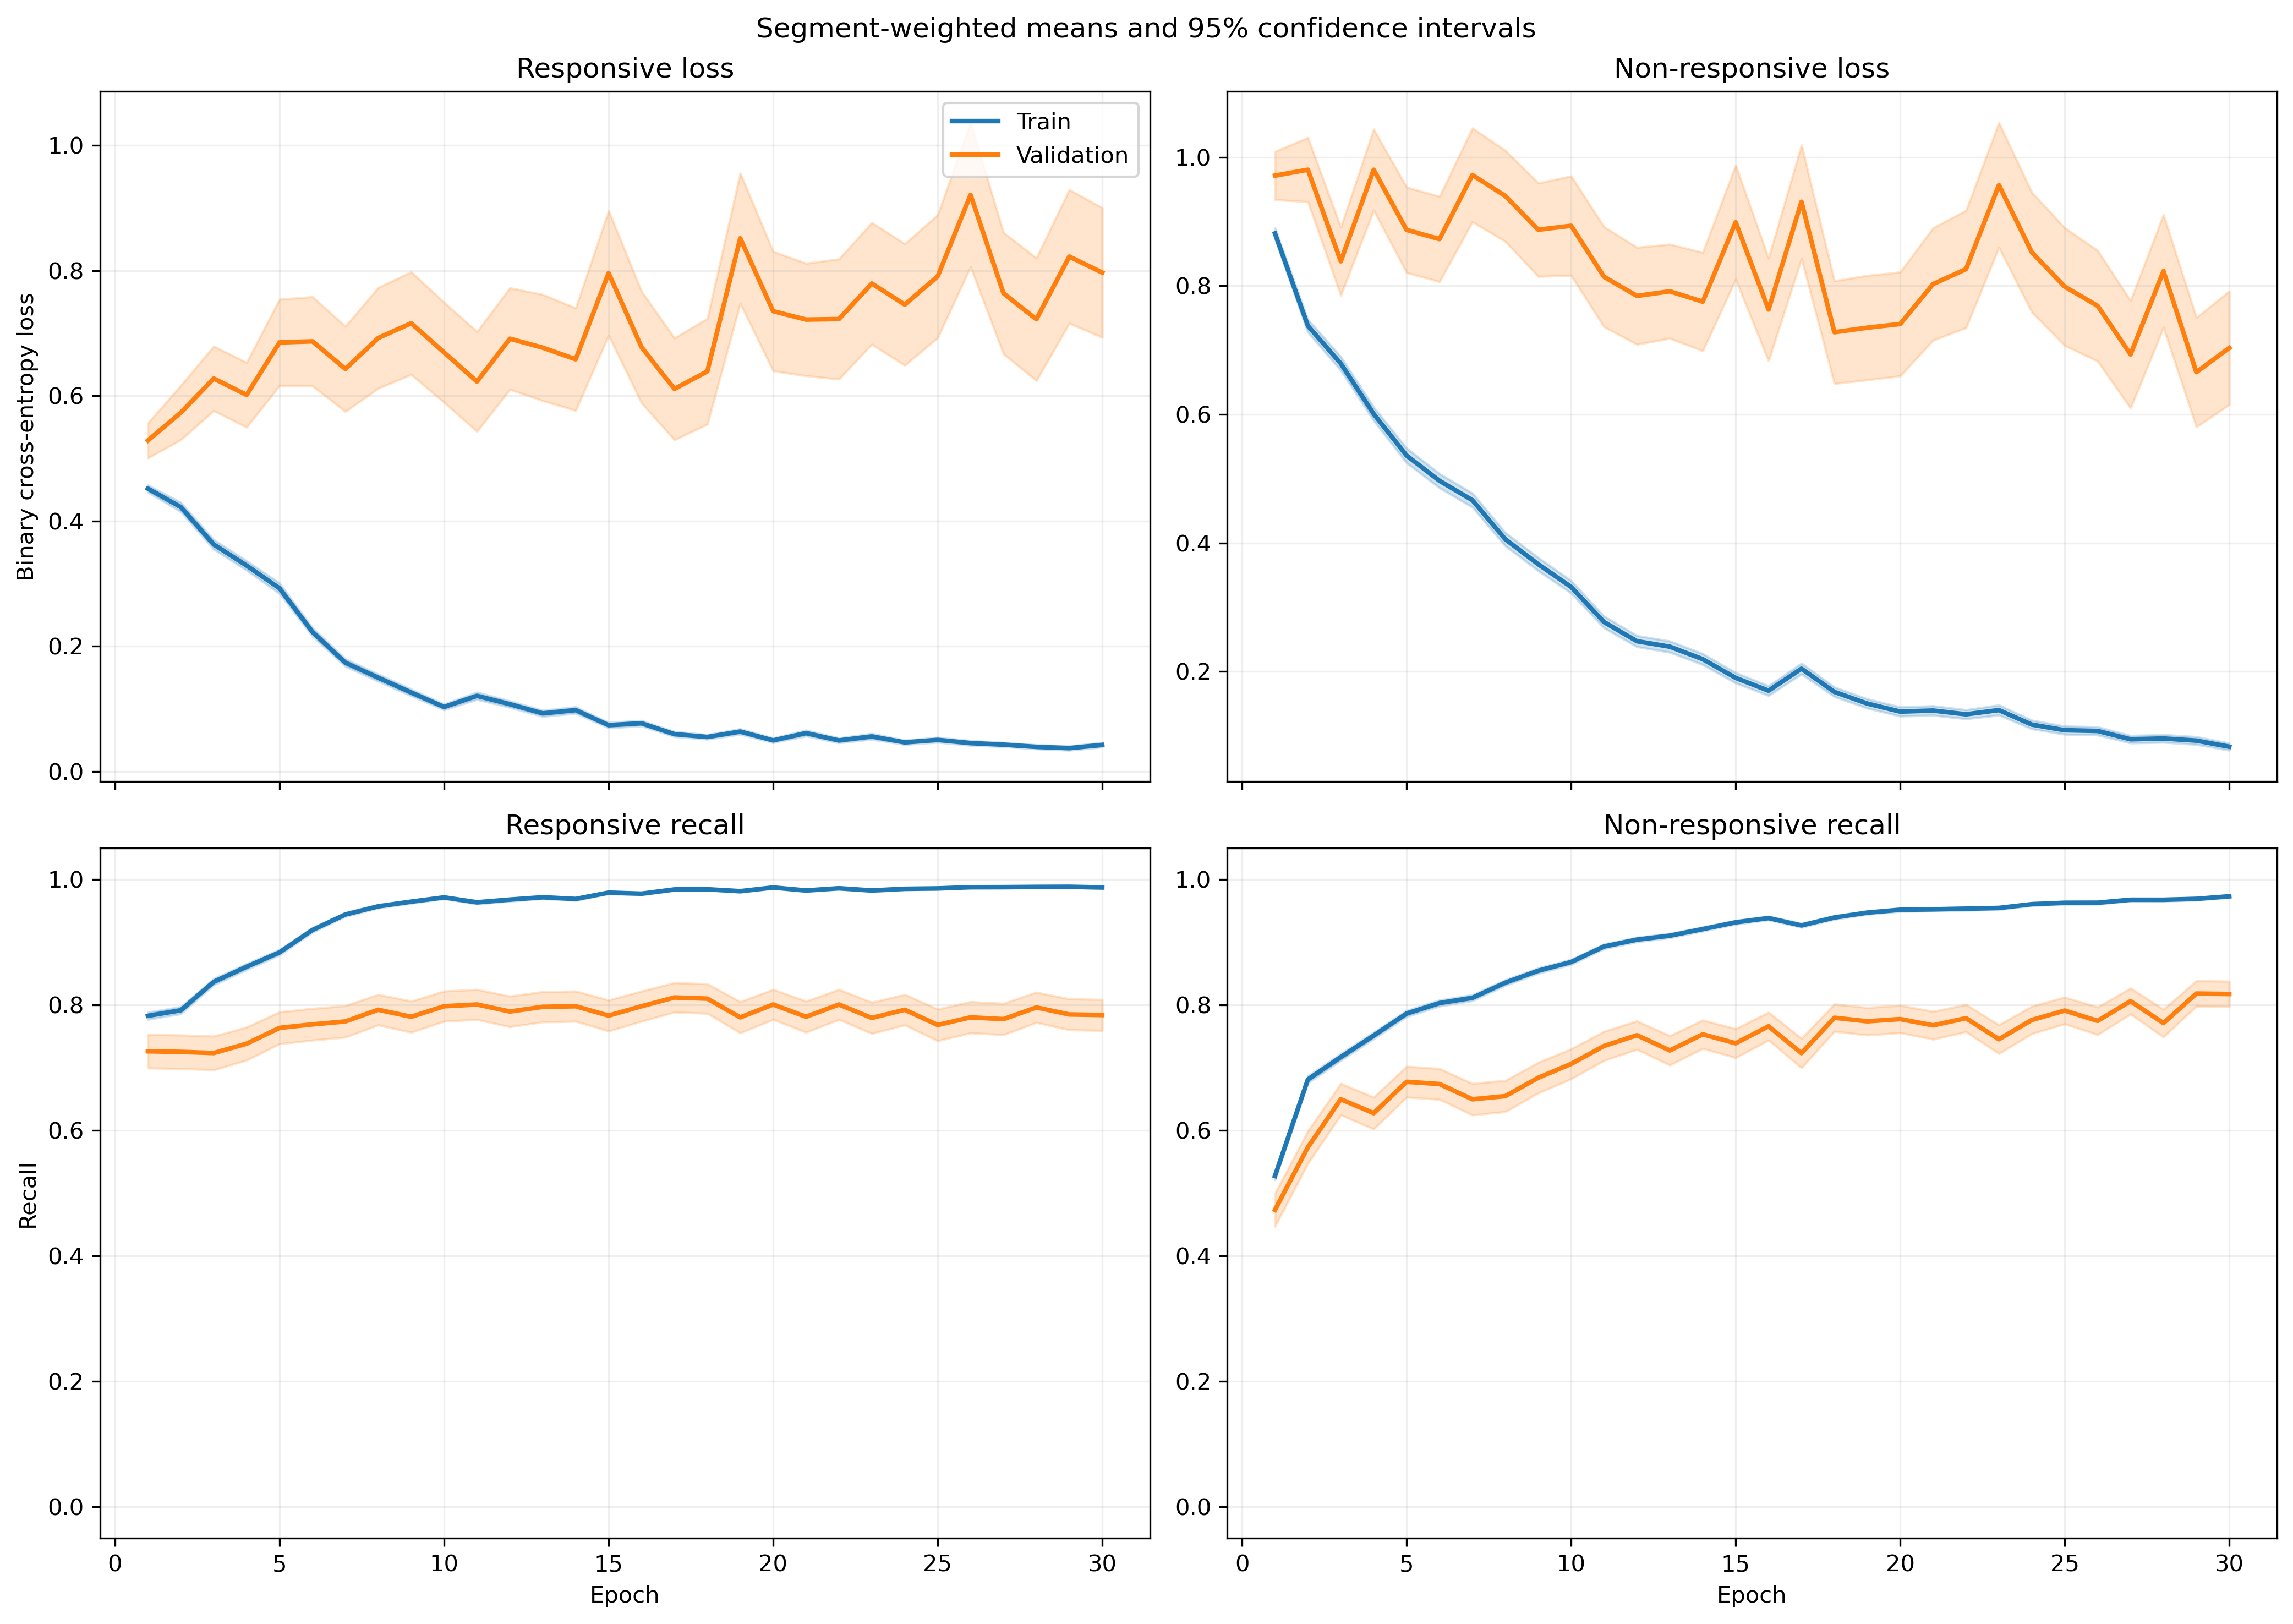 Segment-weighted means and 95% confidence intervals
Responsive loss
Non-responsive loss
Train
Validation
Binary cross-entropy loss
1.0
0.8
0.6
0.4
0.2
0.0
1.0
0.8
0.6
0.4
0.2
Responsive recall
Non-responsive recall
Recall
1.0
0.8
0.6
0.4
0.2
0.0
0 5 10 15 20 25 30
Epoch
1.0
0.8
0.6
0.4
0.2
0.0
0 5 10 15 20 25 30
Epoch